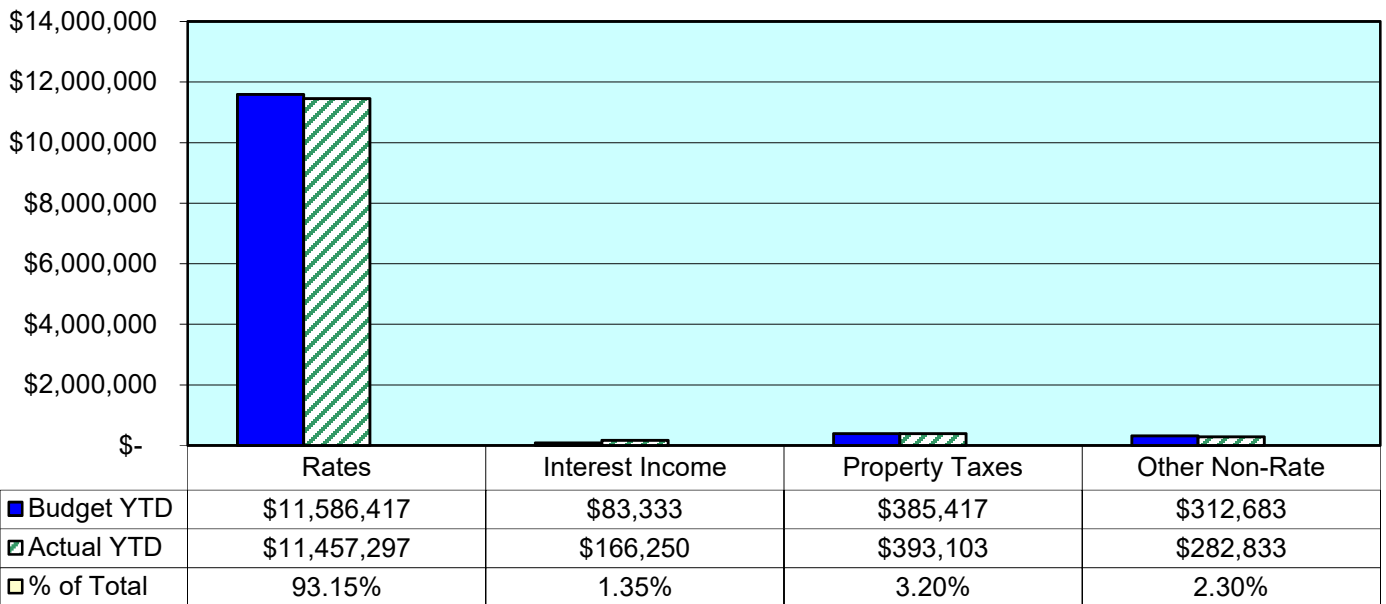 $14,000,000
$12,000,000
$10,000,000
$8,000,000
$6,000,000
$4,000,000
$2,000,000
$-
Rates Interest Income Property Taxes Other Non-Rate
Budget YTD $11,586,417 $83,333 $385,417 $312,683
Actual YTD $11,457,297 $166,250 $393,103 $282,833
% of Total 93.15% 1.35% 3.20% 2.30%